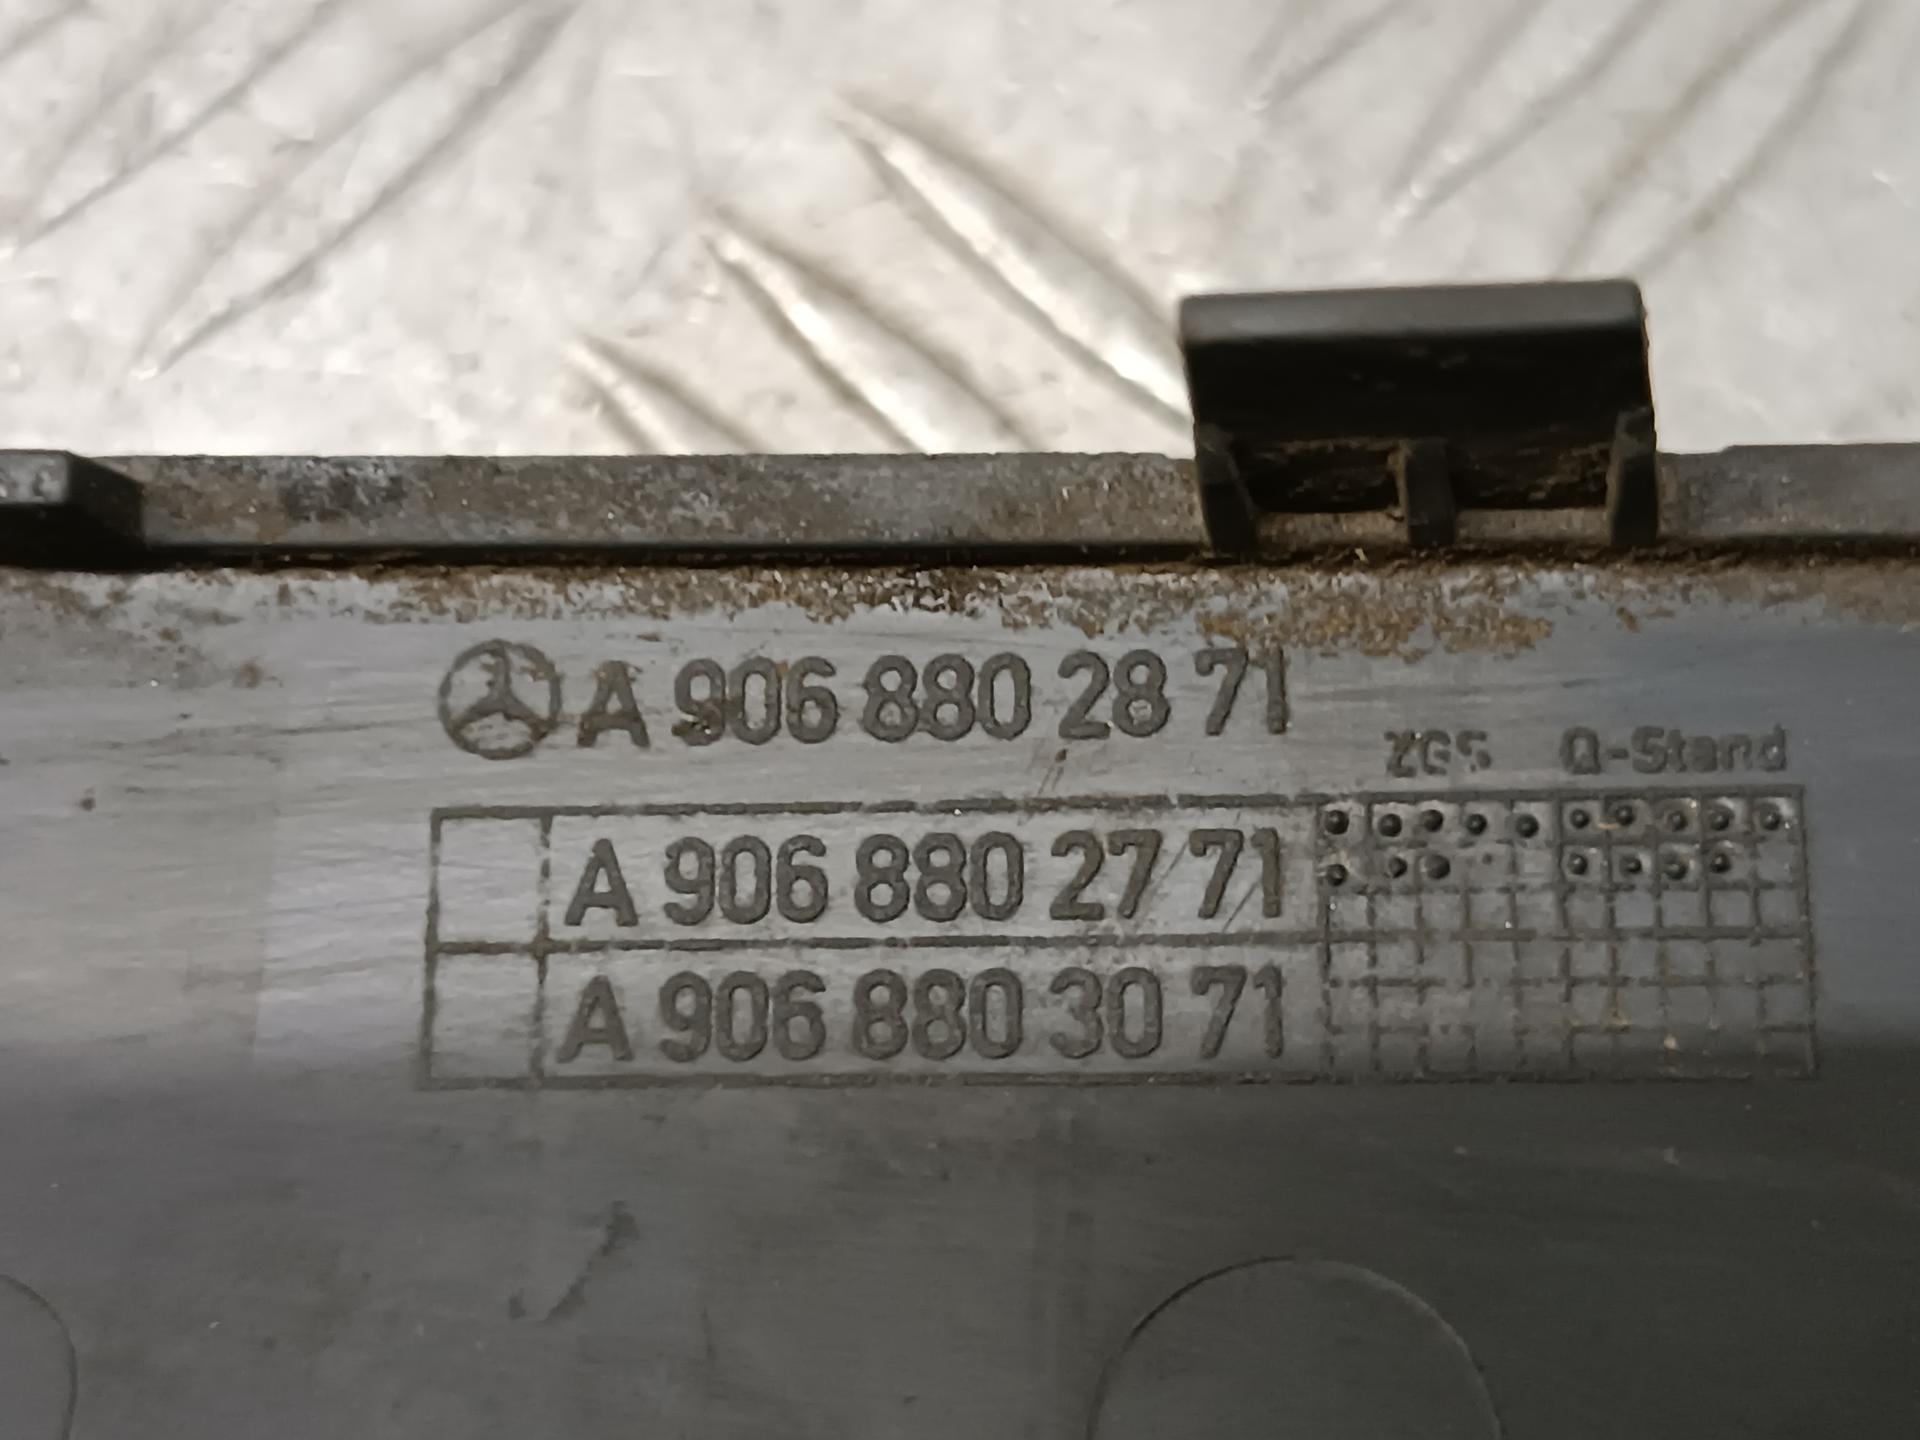 A 906 880 28 71
ZGS Q-Stand
A 906 880 27 71
A 906 880 30 71